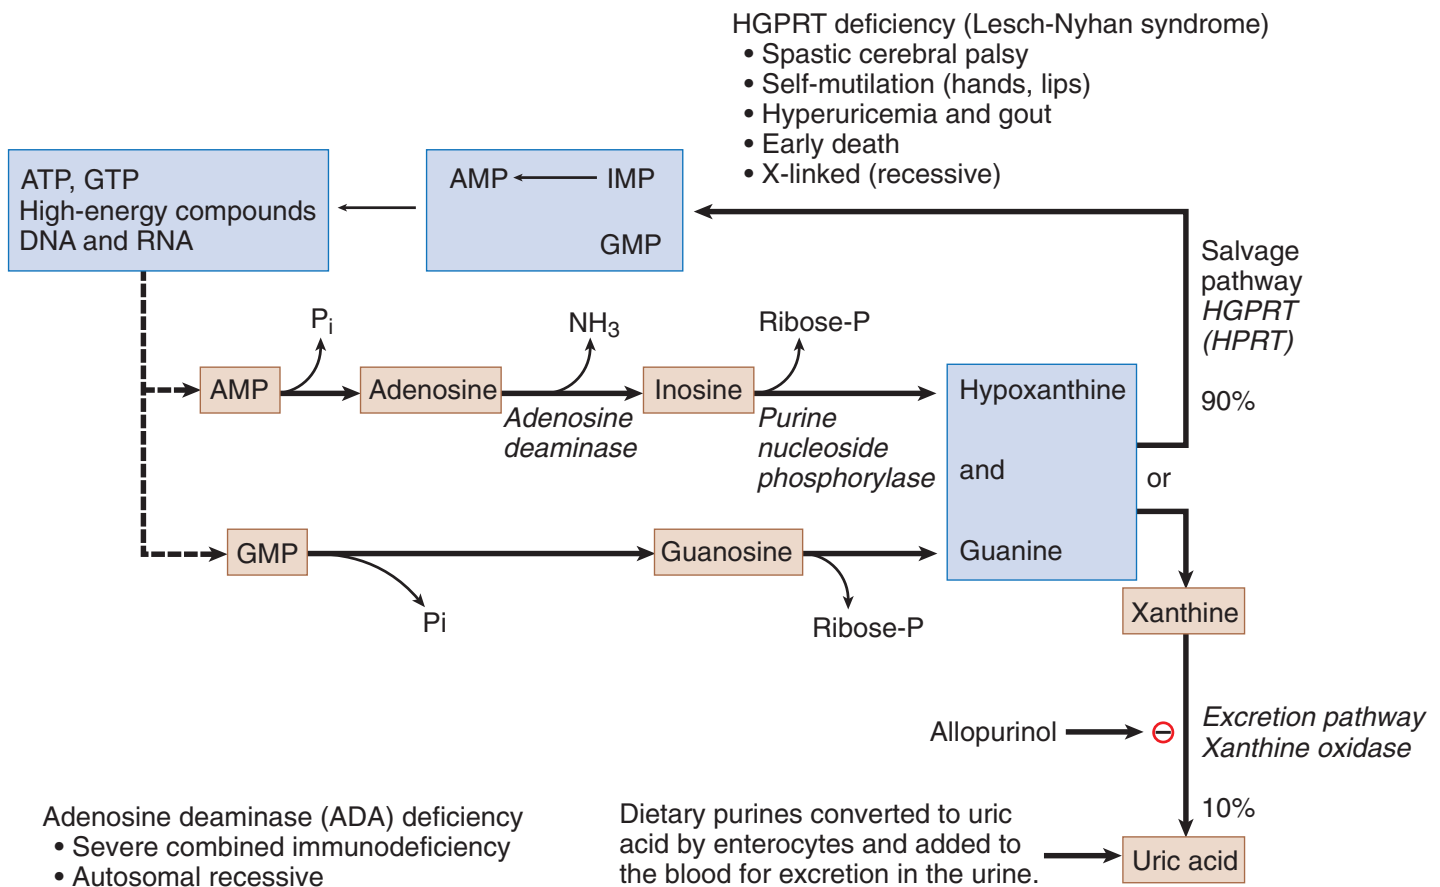 HGPRT deficiency (Lesch-Nyhan syndrome)
• Spastic cerebral palsy
• Self-mutilation (hands, lips)
• Hyperuricemia and gout
• Early death
• X-linked (recessive)
ATP, GTP
High-energy compounds
DNA and RNA
AMP
IMP
GMP
Salvage
pathway
HGPRT
(HPRT)
90%
Pi
NH3
Ribose-P
AMP
Adenosine
Inosine
Adenosine
deaminase
Purine
nucleoside
phosphorylase
Hypoxanthine
and
Guanine
or
GMP
Guanosine
Pi
Ribose-P
Xanthine
Allopurinol
−
Excretion pathway
Xanthine oxidase
10%
Uric acid
Adenosine deaminase (ADA) deficiency
• Severe combined immunodeficiency
• Autosomal recessive
Dietary purines converted to uric
acid by enterocytes and added to
the blood for excretion in the urine.